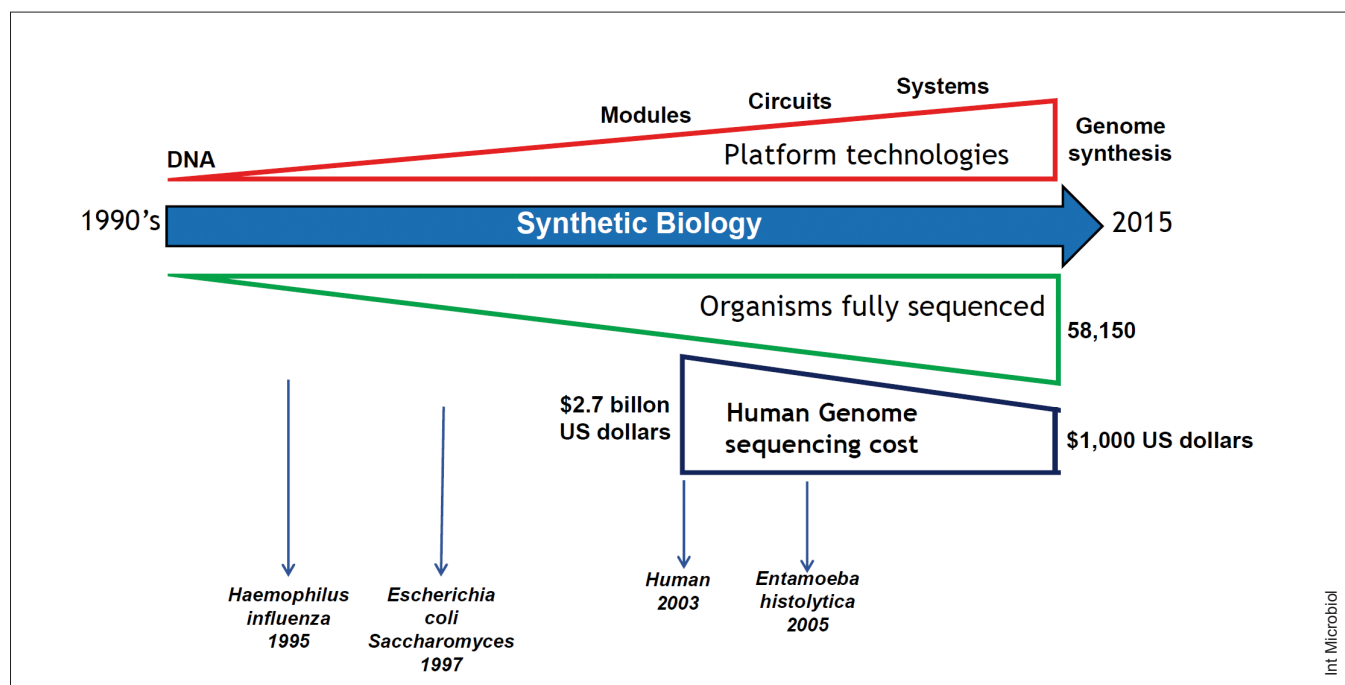 Systems
Circuits
Modules
Genome
synthesis
DNA
Platform technologies
1990’s
Synthetic Biology
2015
Organisms fully sequenced
58,150
$2.7 billon
US dollars
Human Genome
sequencing cost
$1,000 US dollars
Haemophilus
influenza
1995
Escherichia
coli
Saccharomyces
1997
Human
2003
Entamoeba
histolytica
2005
Int Microbiol